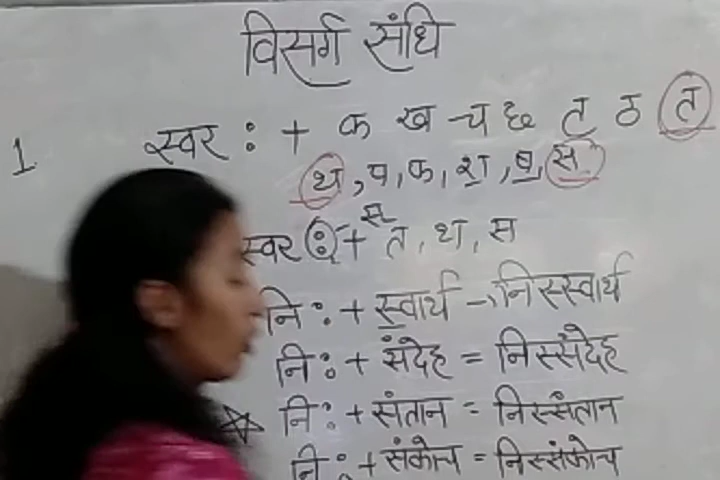 विसर्ग संधि
1 स्वर : + क ख च छ ट ठ त
थ, प, फ, श, ष, स
स्वर : + त, थ, स
स्
नि : + स्वार्थ → निस्स्वार्थ
नि : + संदेह = निस्संदेह
नि : + संतान = निस्संतान
नि : + संकोच = निस्संकोच